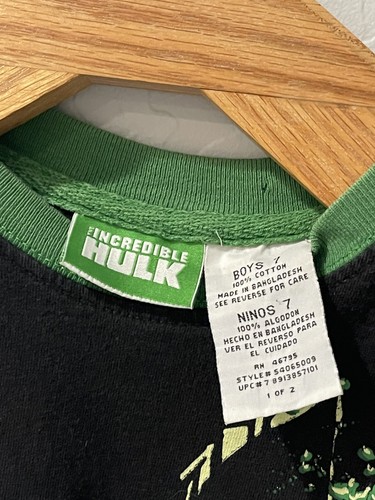 THE INCREDIBLE
HULK
BOYS 7
100% COTTON
MADE IN BANGLADESH
SEE REVERSE FOR CARE
NINOS 7
100% ALGODON
HECHO EN BANGLADESH
VER EL REVERSO PARA
EL CUIDADO
RN 46795
STYLE# 54065009
UPC# 7 8913857101
1 OF 2